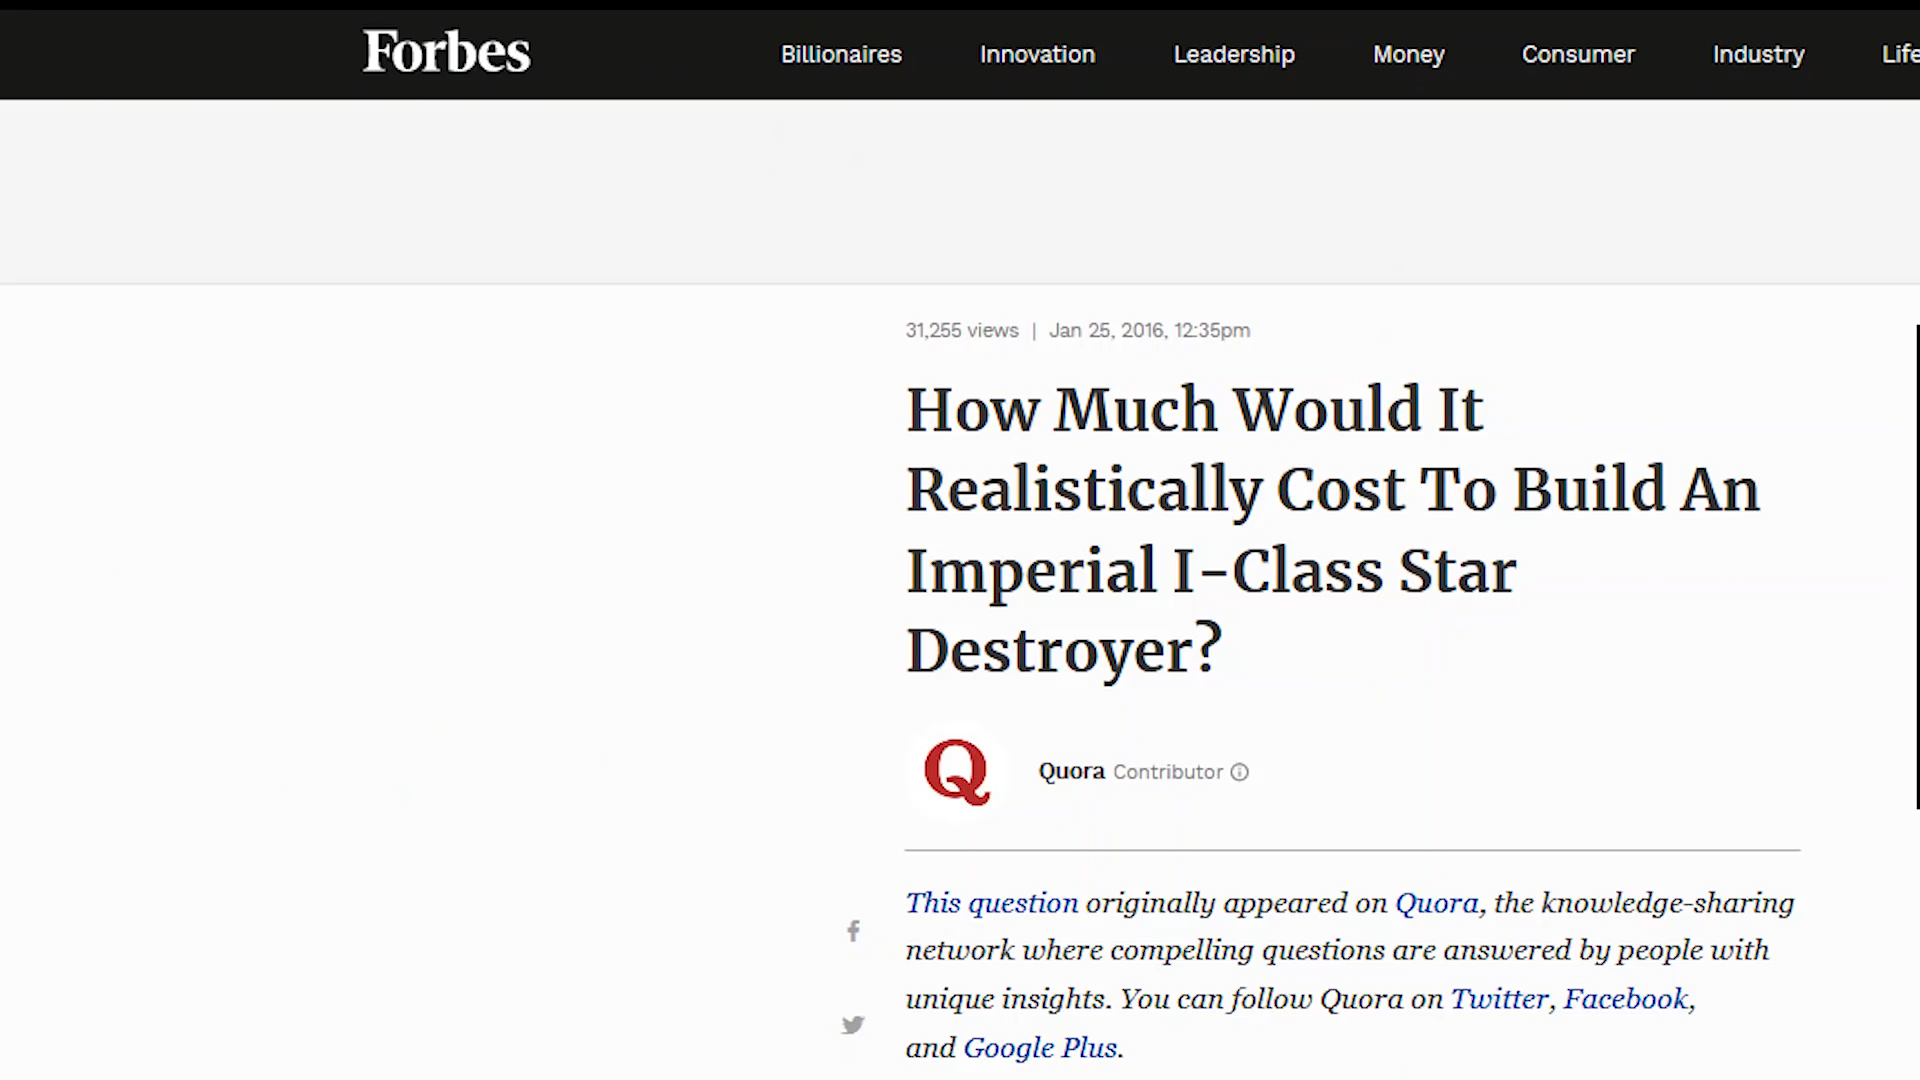 Forbes
Billionaires Innovation Leadership Money Consumer Industry Life
31,255 views | Jan 25, 2016, 12:35pm
How Much Would It
Realistically Cost To Build An
Imperial I-Class Star
Destroyer?
Q
Quora Contributor
This question originally appeared on Quora, the knowledge-sharing
network where compelling questions are answered by people with
unique insights. You can follow Quora on Twitter, Facebook,
and Google Plus.